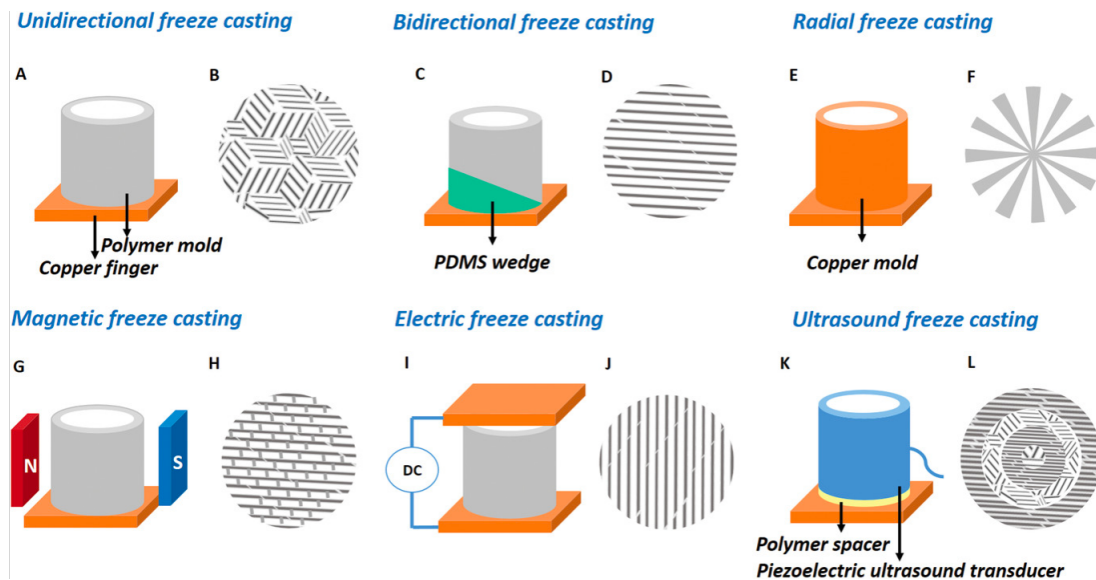 Unidirectional freeze casting
Bidirectional freeze casting
Radial freeze casting
A
B
C
D
E
F
Polymer mold
Copper finger
PDMS wedge
Copper mold
Magnetic freeze casting
Electric freeze casting
Ultrasound freeze casting
G
H
I
J
K
L
N
S
DC
Polymer spacer
Piezoelectric ultrasound transducer